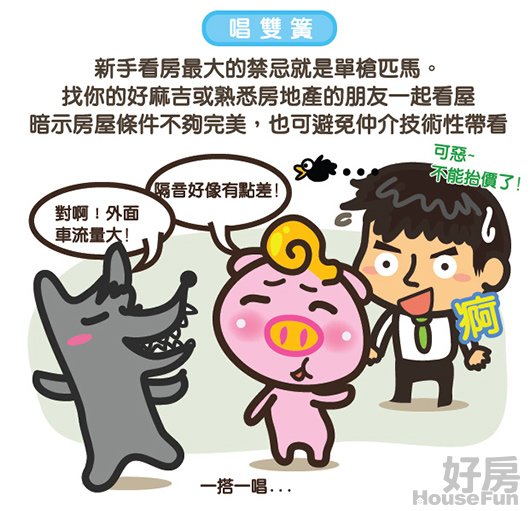 唱雙簧
新手看房最大的禁忌就是單槍匹馬。
找你的好麻吉或熟悉房地產的朋友一起看屋
暗示房屋條件不夠完美，也可避免仲介技術性帶看
可惡~
不能抬價了!
隔音好像有點差!
對啊！外面
車流量大!
痾
一搭一唱...
好房
HouseFun